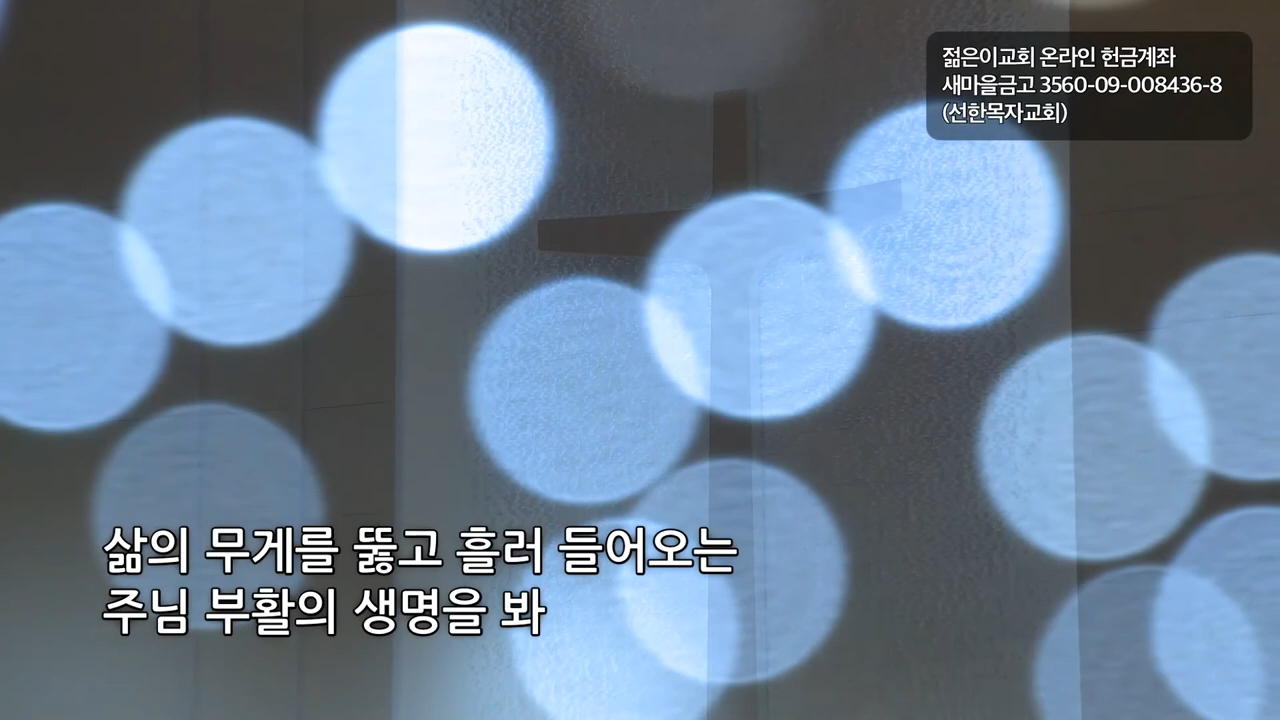 젊은이교회 온라인 헌금계좌
새마을금고 3560-09-008436-8
(선한목자교회)
삶의 무게를 뚫고 흘러 들어오는
주님 부활의 생명을 봐